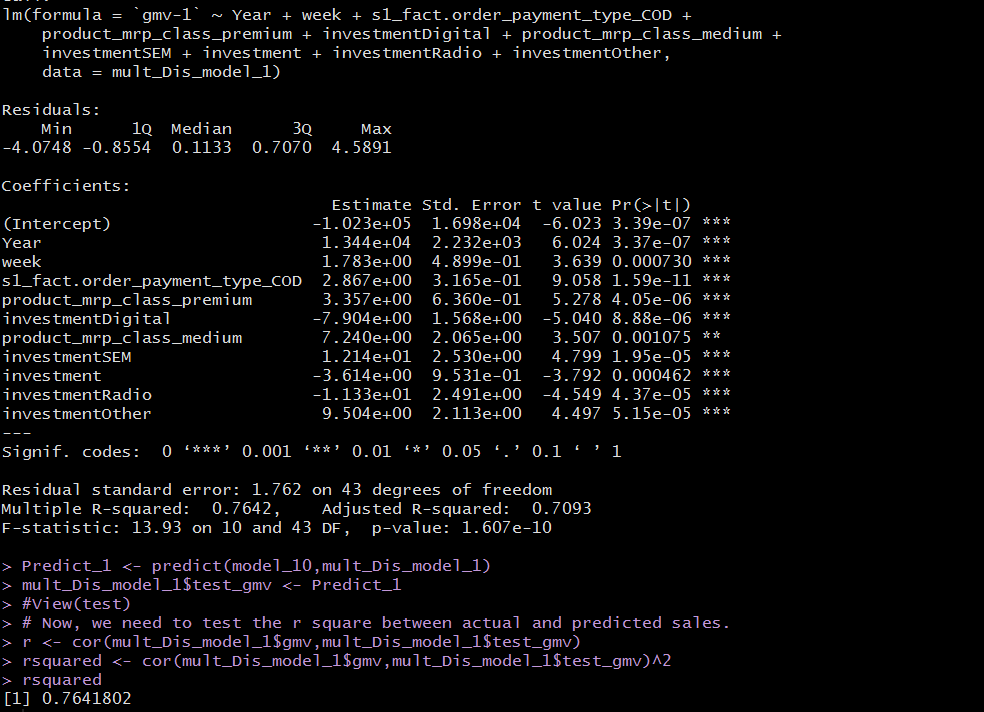 lm(formula = `gmv-1` ~ Year + week + s1_fact.order_payment_type_COD +
    product_mrp_class_premium + investmentDigital + product_mrp_class_medium +
    investmentSEM + investment + investmentRadio + investmentOther,
    data = mult_Dis_model_1)
Residuals:
    Min      1Q  Median      3Q     Max
-4.0748 -0.8554  0.1133  0.7070  4.5891
Coefficients:
                                 Estimate Std. Error t value Pr(>|t|)
(Intercept)                    -1.023e+05  1.698e+04  -6.023 3.39e-07 ***
Year                            1.344e+04  2.232e+03   6.024 3.37e-07 ***
week                            1.783e+00  4.899e-01   3.639 0.000730 ***
s1_fact.order_payment_type_COD  2.867e+00  3.165e-01   9.058 1.59e-11 ***
product_mrp_class_premium       3.357e+00  6.360e-01   5.278 4.05e-06 ***
investmentDigital              -7.904e+00  1.568e+00  -5.040 8.88e-06 ***
product_mrp_class_medium        7.240e+00  2.065e+00   3.507 0.001075 **
investmentSEM                   1.214e+01  2.530e+00   4.799 1.95e-05 ***
investment                     -3.614e+00  9.531e-01  -3.792 0.000462 ***
investmentRadio                -1.133e+01  2.491e+00  -4.549 4.37e-05 ***
investmentOther                 9.504e+00  2.113e+00   4.497 5.15e-05 ***
---
Signif. codes:  0 ‘***’ 0.001 ‘**’ 0.01 ‘*’ 0.05 ‘.’ 0.1 ‘ ’ 1
Residual standard error: 1.762 on 43 degrees of freedom
Multiple R-squared:  0.7642,    Adjusted R-squared:  0.7093
F-statistic: 13.93 on 10 and 43 DF,  p-value: 1.607e-10
> Predict_1 <- predict(model_10,mult_Dis_model_1)
> mult_Dis_model_1$test_gmv <- Predict_1
> #View(test)
> # Now, we need to test the r square between actual and predicted sales.
> r <- cor(mult_Dis_model_1$gmv,mult_Dis_model_1$test_gmv)
> rsquared <- cor(mult_Dis_model_1$gmv,mult_Dis_model_1$test_gmv)^2
> rsquared
[1] 0.7641802